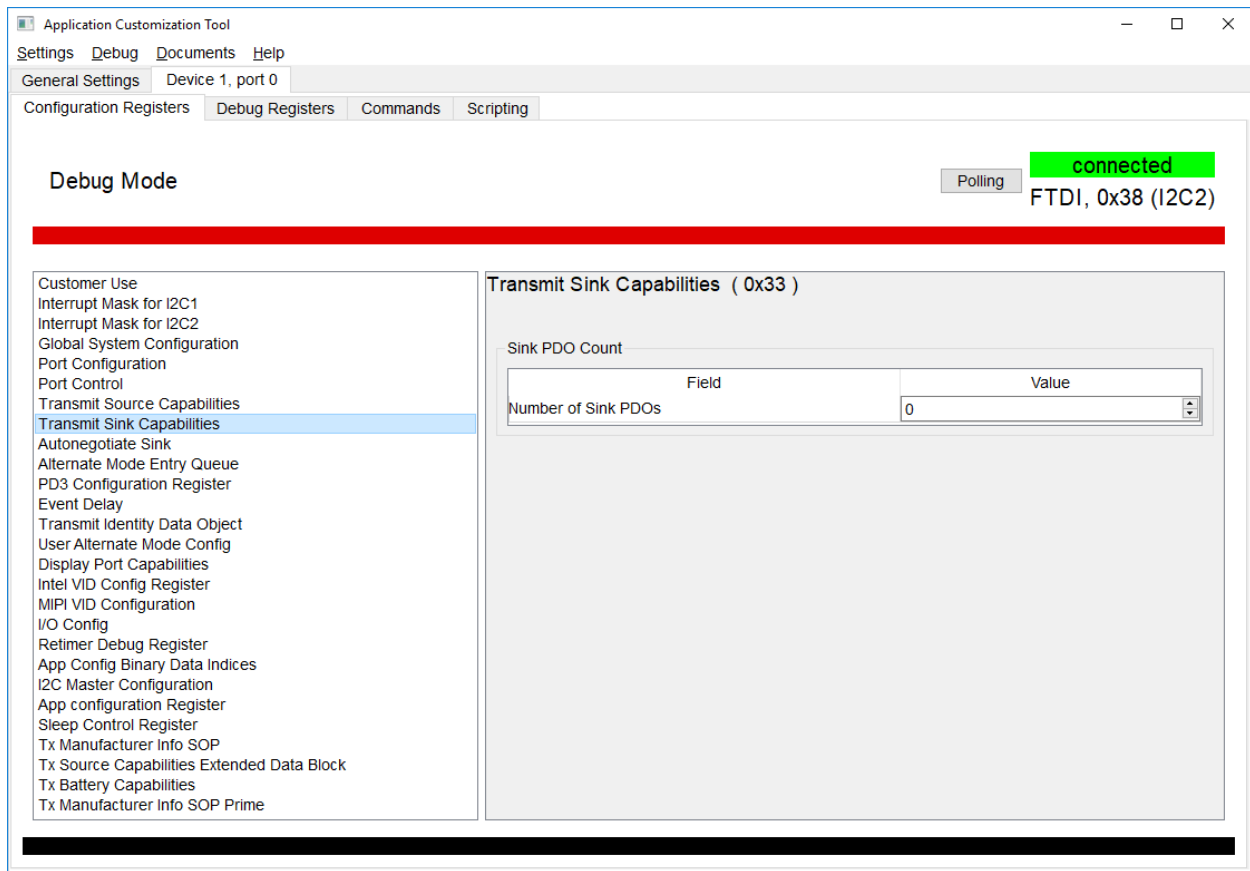 Application Customization Tool
Settings Debug Documents Help
General Settings Device 1, port 0
Configuration Registers Debug Registers Commands Scripting
Debug Mode
Polling
connected
FTDI, 0x38 (I2C2)
Customer Use
Interrupt Mask for I2C1
Interrupt Mask for I2C2
Global System Configuration
Port Configuration
Port Control
Transmit Source Capabilities
Transmit Sink Capabilities
Autonegotiate Sink
Alternate Mode Entry Queue
PD3 Configuration Register
Event Delay
Transmit Identity Data Object
User Alternate Mode Config
Display Port Capabilities
Intel VID Config Register
MIPI VID Configuration
I/O Config
Retimer Debug Register
App Config Binary Data Indices
I2C Master Configuration
App configuration Register
Sleep Control Register
Tx Manufacturer Info SOP
Tx Source Capabilities Extended Data Block
Tx Battery Capabilities
Tx Manufacturer Info SOP Prime
Transmit Sink Capabilities ( 0x33 )
Sink PDO Count
Field Value
Number of Sink PDOs 0